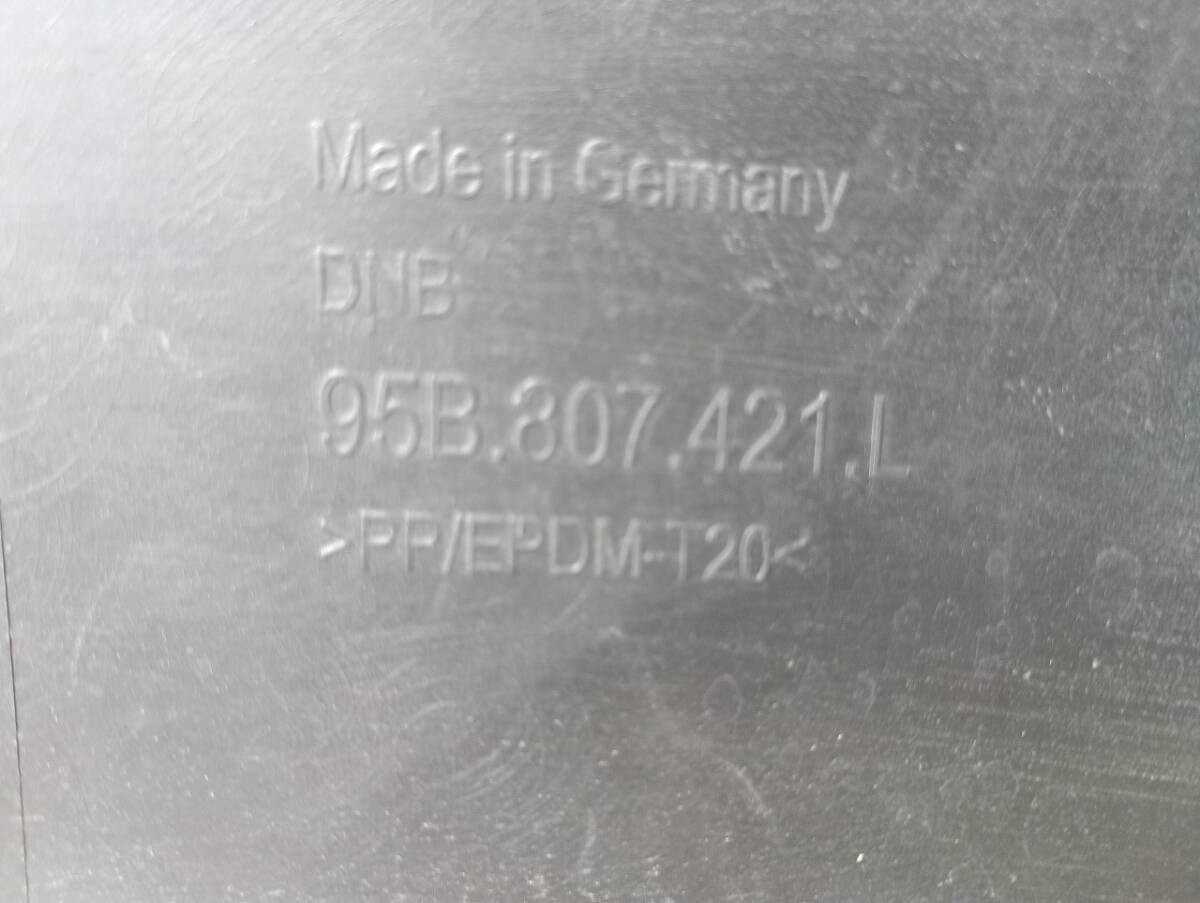 Made in Germany
DNB
95B.807.421.L
>PP/EPDM-T20<